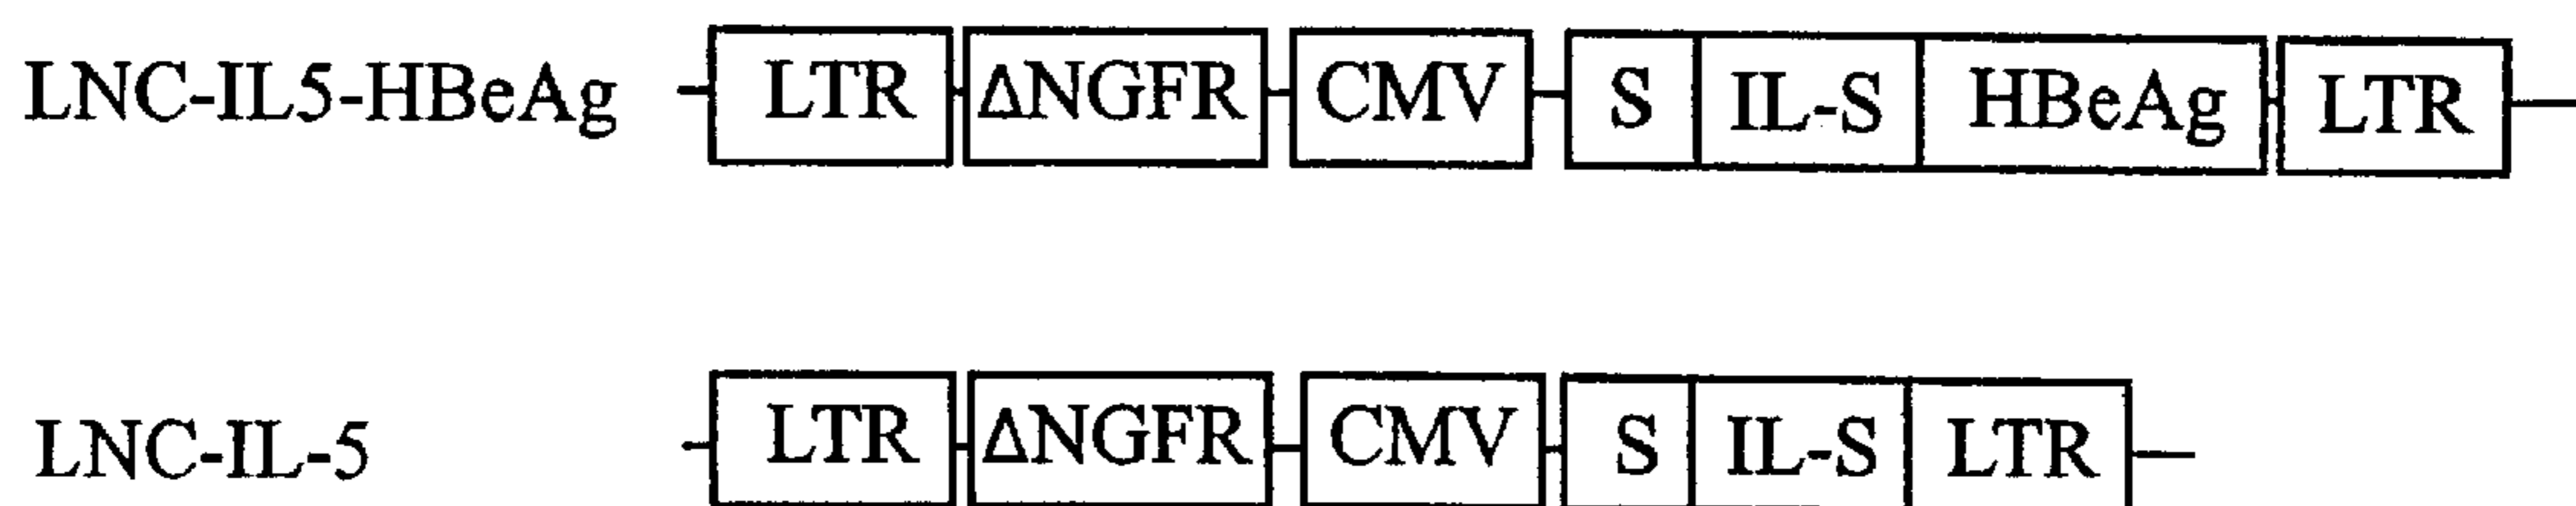 LNC-IL5-HBeAg LTR ΔNGFR CMV S IL-S HBeAg LTR
LNC-IL-5 LTR ΔNGFR CMV S IL-S LTR